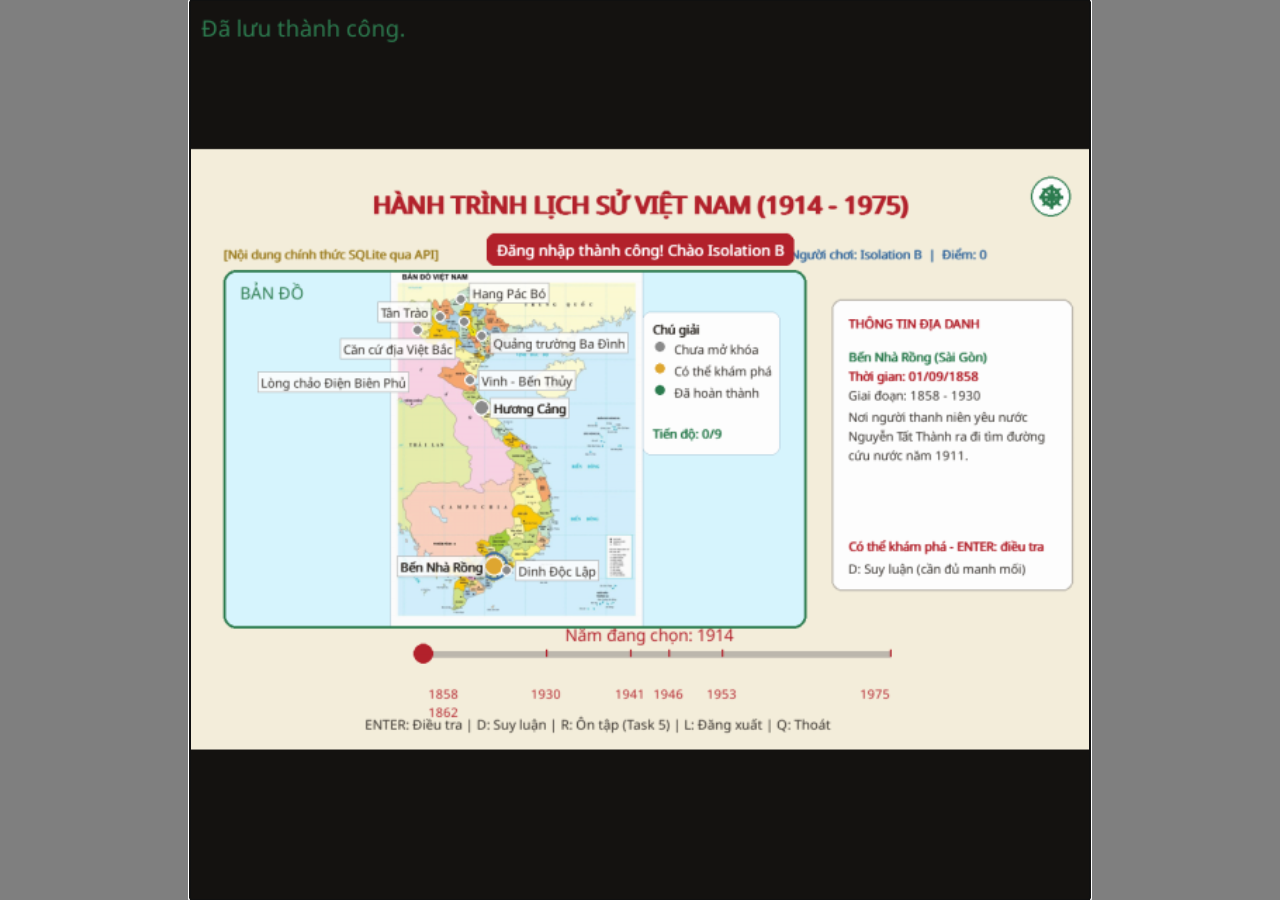 Đã lưu thành công.
HÀNH TRÌNH LỊCH SỬ VIỆT NAM (1914 - 1975)
[Nội dung chính thức SQLite qua API]
Đăng nhập thành công! Chào Isolation B
Người chơi: Isolation B | Điểm: 0
BẢN ĐỒ
BẢN ĐỒ VIỆT NAM
Hang Pác Bó
Tân Trào
Căn cứ địa Việt Bắc
Quảng trường Ba Đình
Lòng chảo Điện Biên Phủ
Vinh - Bến Thủy
Hương Cảng
THÁI LAN
CAMPUCHIA
Bến Nhà Rồng
Dinh Độc Lập
Chú giải
Chưa mở khóa
Có thể khám phá
Đã hoàn thành
Tiến độ: 0/9
THÔNG TIN ĐỊA DANH
Bến Nhà Rồng (Sài Gòn)
Thời gian: 01/09/1858
Giai đoạn: 1858 - 1930
Nơi người thanh niên yêu nước
Nguyễn Tất Thành ra đi tìm đường
cứu nước năm 1911.
Có thể khám phá - ENTER: điều tra
D: Suy luận (cần đủ manh mối)
Năm đang chọn: 1914
1858 1930 1941 1946 1953 1975
1862
ENTER: Điều tra | D: Suy luận | R: Ôn tập (Task 5) | L: Đăng xuất | Q: Thoát